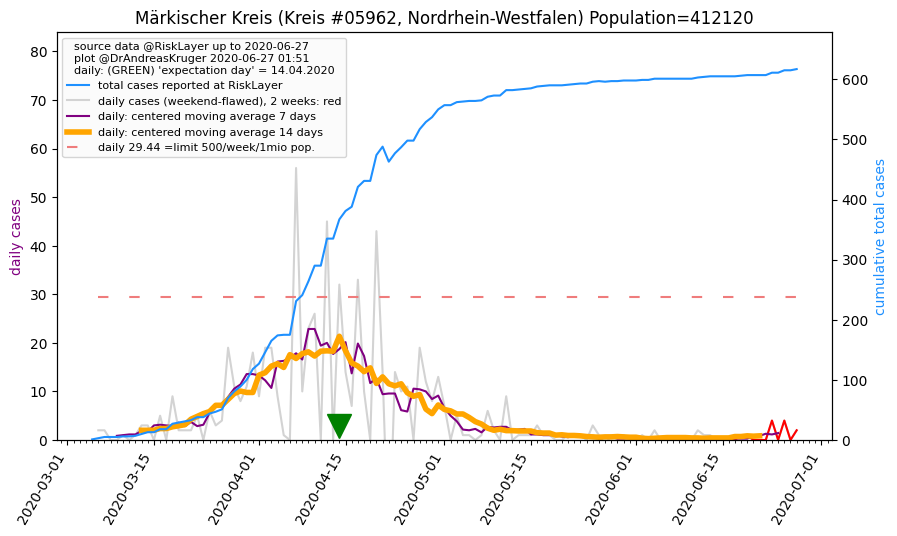 Märkischer Kreis (Kreis #05962, Nordrhein-Westfalen) Population=412120
source data @RiskLayer up to 2020-06-27
plot @DrAndreasKruger 2020-06-27 01:51
daily: (GREEN) 'expectation day' = 14.04.2020
total cases reported at RiskLayer
daily cases (weekend-flawed), 2 weeks: red
daily: centered moving average 7 days
daily: centered moving average 14 days
daily 29.44 =limit 500/week/1mio pop.
daily cases
80
70
60
50
40
30
20
10
0
cumulative total cases
600
500
400
300
200
100
0
2020-03-01
2020-03-15
2020-04-01
2020-04-15
2020-05-01
2020-05-15
2020-06-01
2020-06-15
2020-07-01